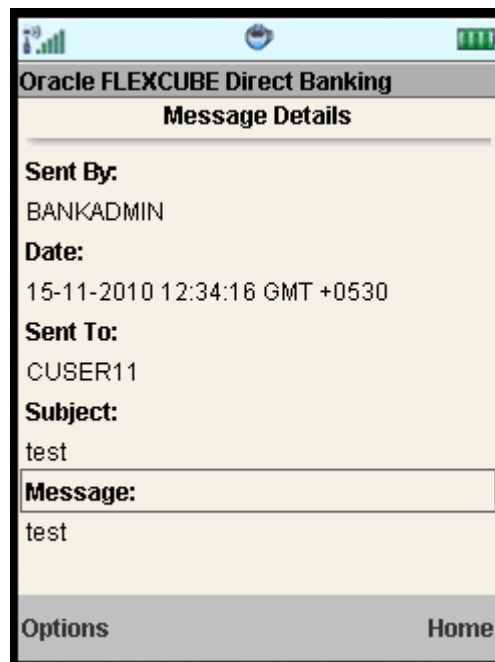 Oracle FLEXCUBE Direct Banking
Message Details
Sent By:
BANKADMIN
Date:
15-11-2010 12:34:16 GMT +0530
Sent To:
CUSER11
Subject:
test
Message:
test
Options Home